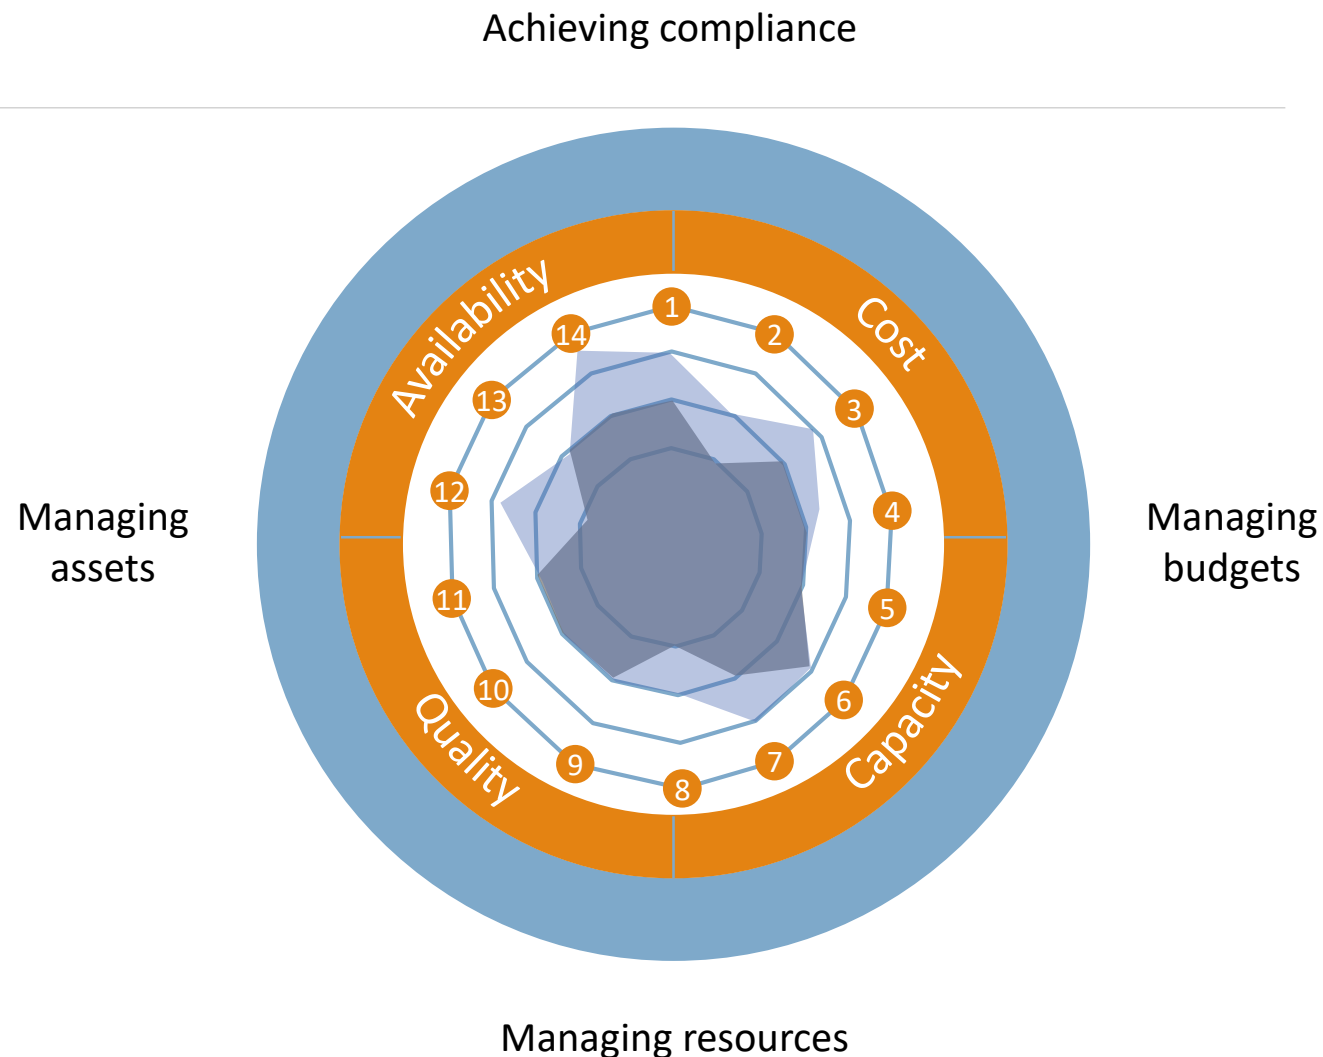 Achieving compliance
Availability
Cost
1
2
3
4
5
6
7
8
9
10
11
12
13
14
Managing
assets
Managing
budgets
Quality
Capacity
Managing resources